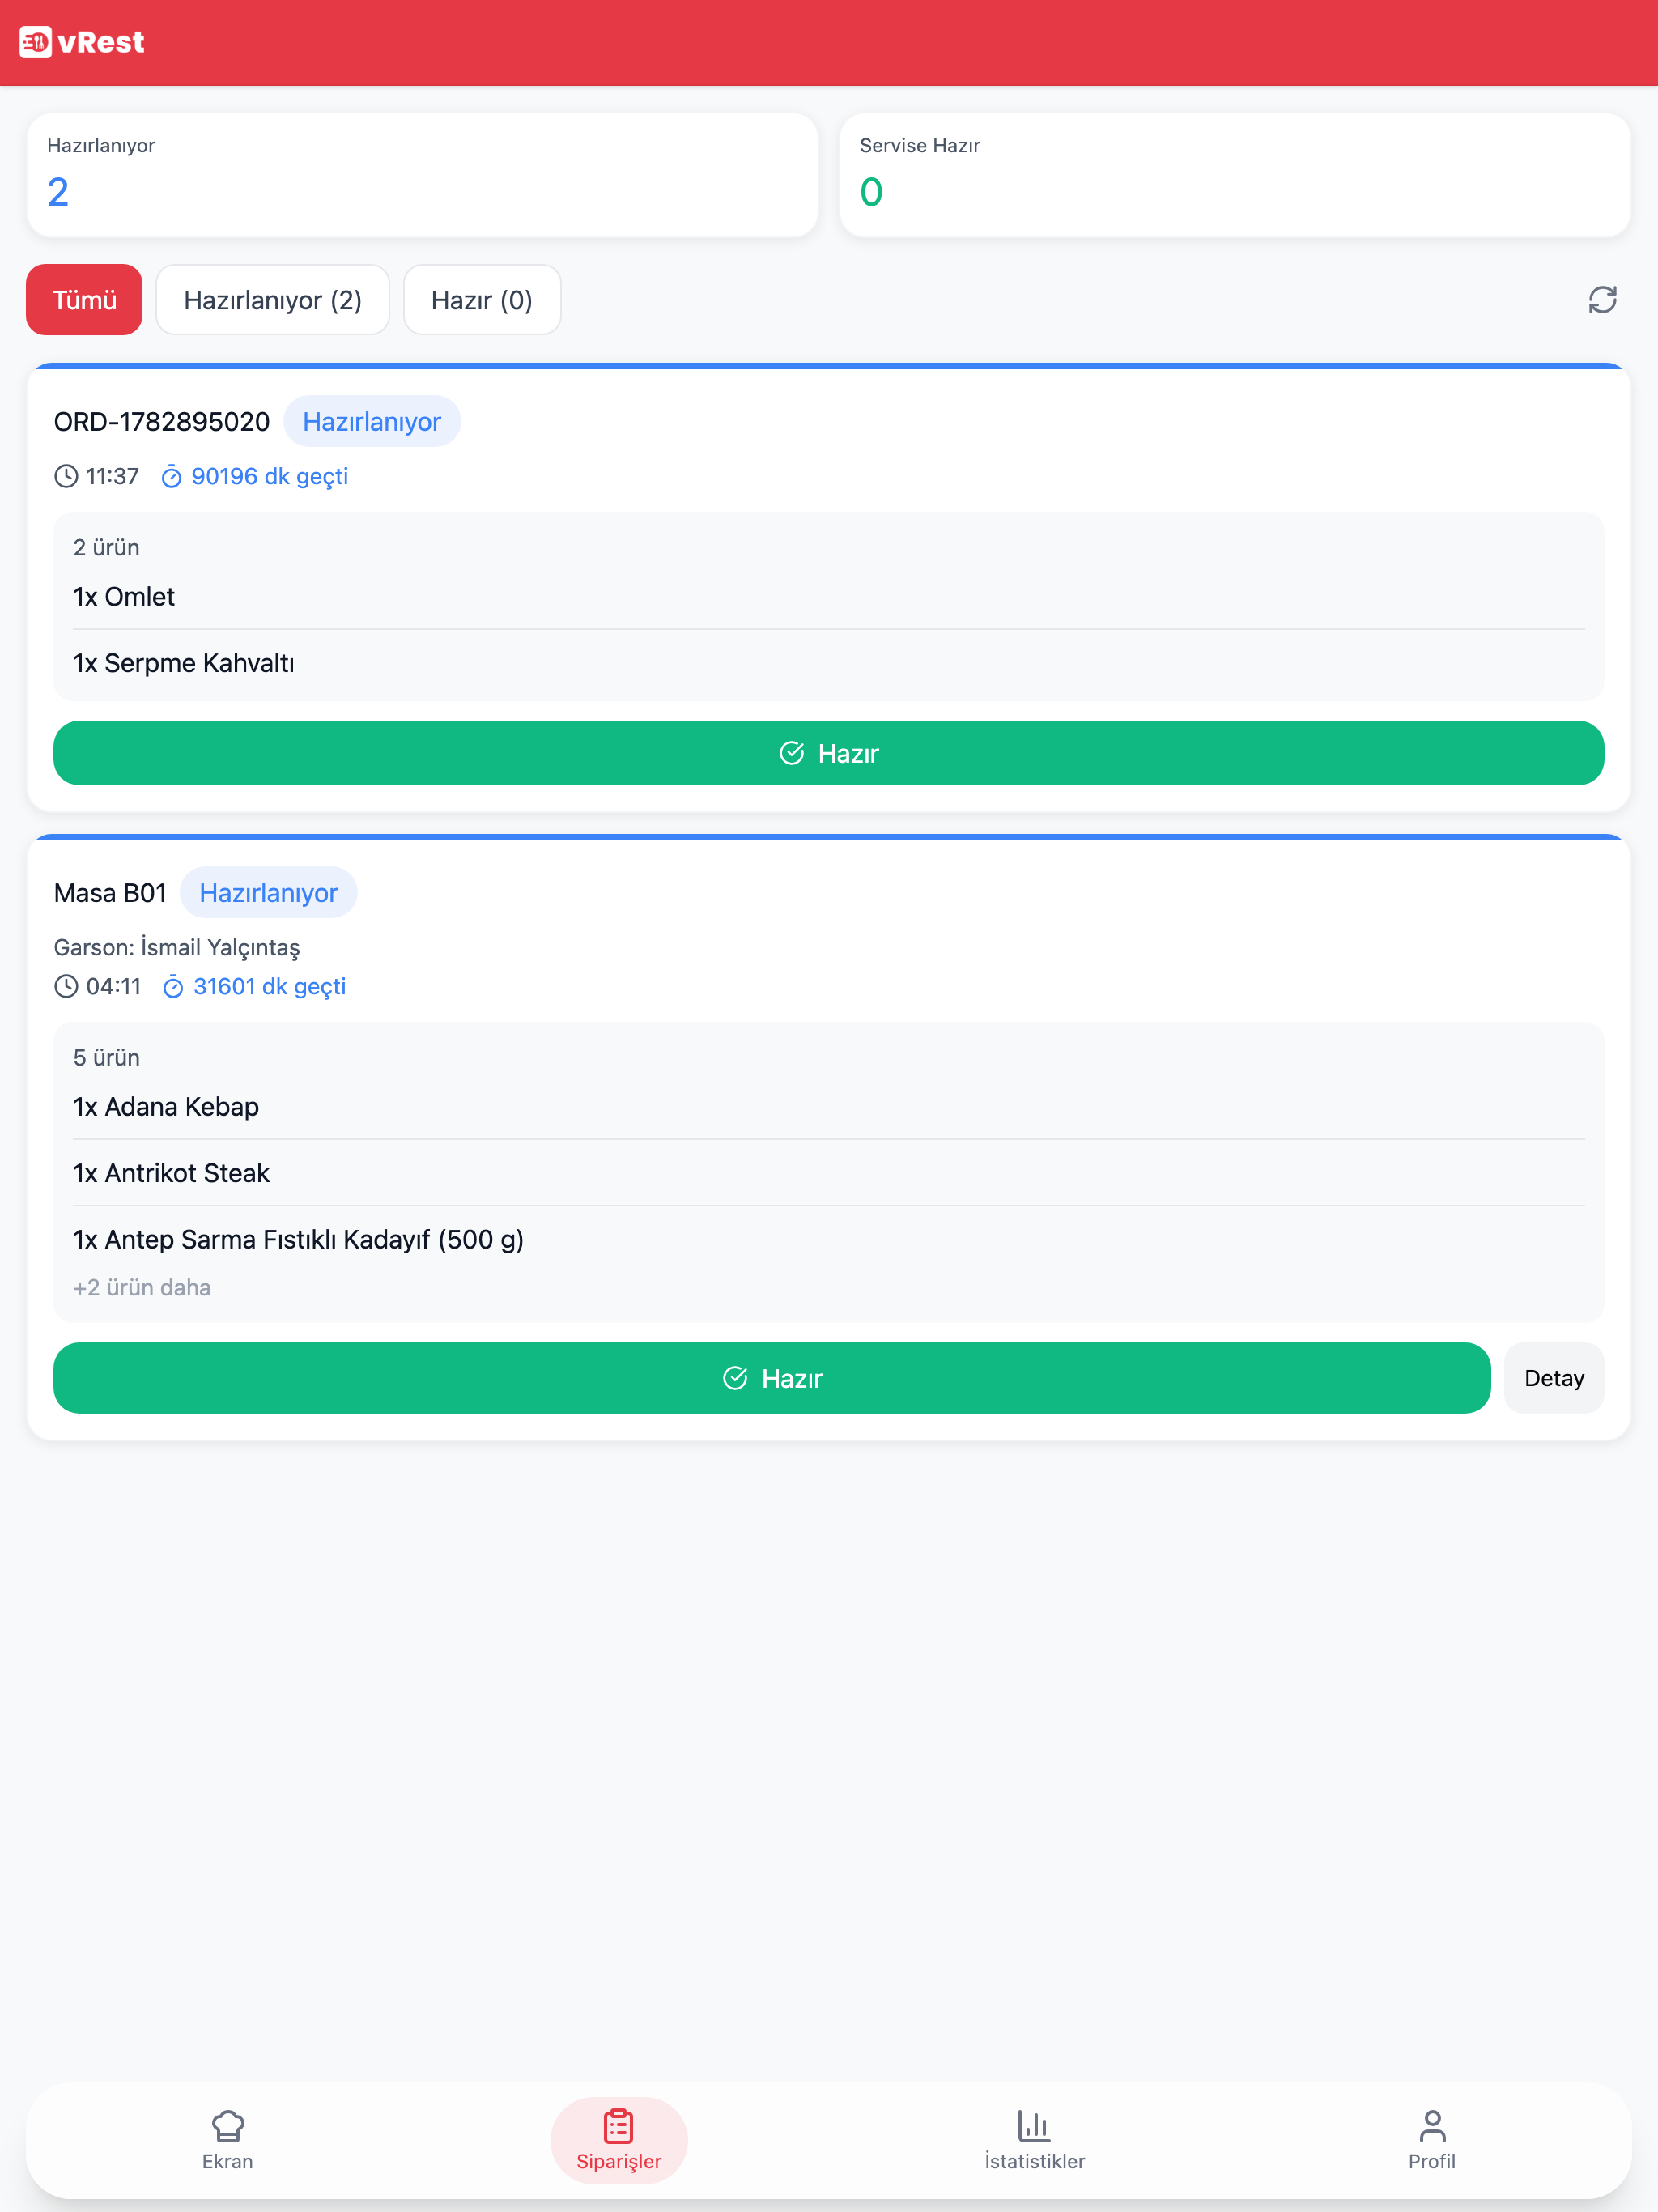 vRest
Hazırlanıyor
2
Servise Hazır
0
Tümü
Hazırlanıyor (2)
Hazır (0)
ORD-1782895020
Hazırlanıyor
11:37
90196 dk geçti
2 ürün
1x Omlet
1x Serpme Kahvaltı
Hazır
Masa B01
Hazırlanıyor
Garson: İsmail Yalçıntaş
04:11
31601 dk geçti
5 ürün
1x Adana Kebap
1x Antrikot Steak
1x Antep Sarma Fıstıklı Kadayıf (500 g)
+2 ürün daha
Hazır
Detay
Ekran
Siparişler
İstatistikler
Profil